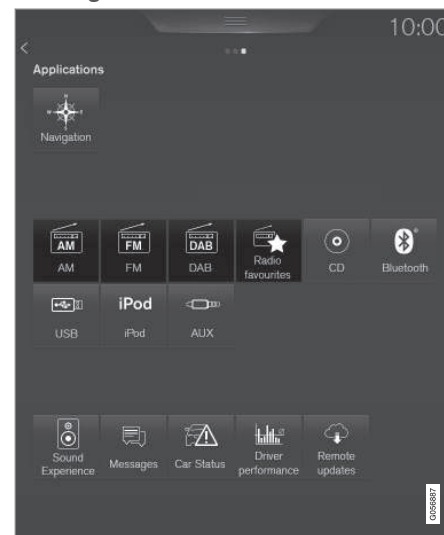 10:00
Applications
Navigation
AM FM DAB
AM FM DAB Radio favourites CD Bluetooth
iPod
USB iPod AUX
Sound Experience Messages Car Status Driver performance Remote updates
G056887